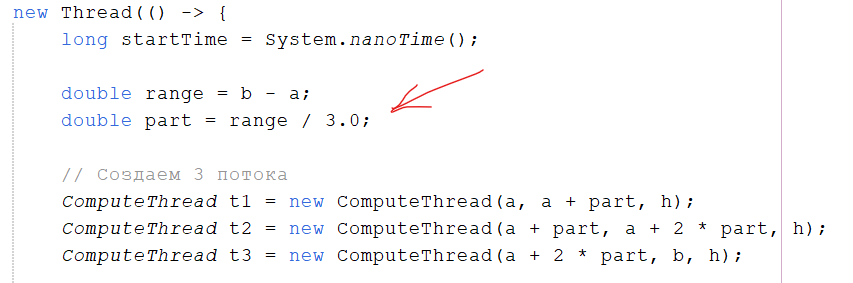 new Thread(() -> {
long startTime = System.nanoTime();
double range = b - a;
double part = range / 3.0;
// Создаем 3 потока
ComputeThread t1 = new ComputeThread(a, a + part, h);
ComputeThread t2 = new ComputeThread(a + part, a + 2 * part, h);
ComputeThread t3 = new ComputeThread(a + 2 * part, b, h);